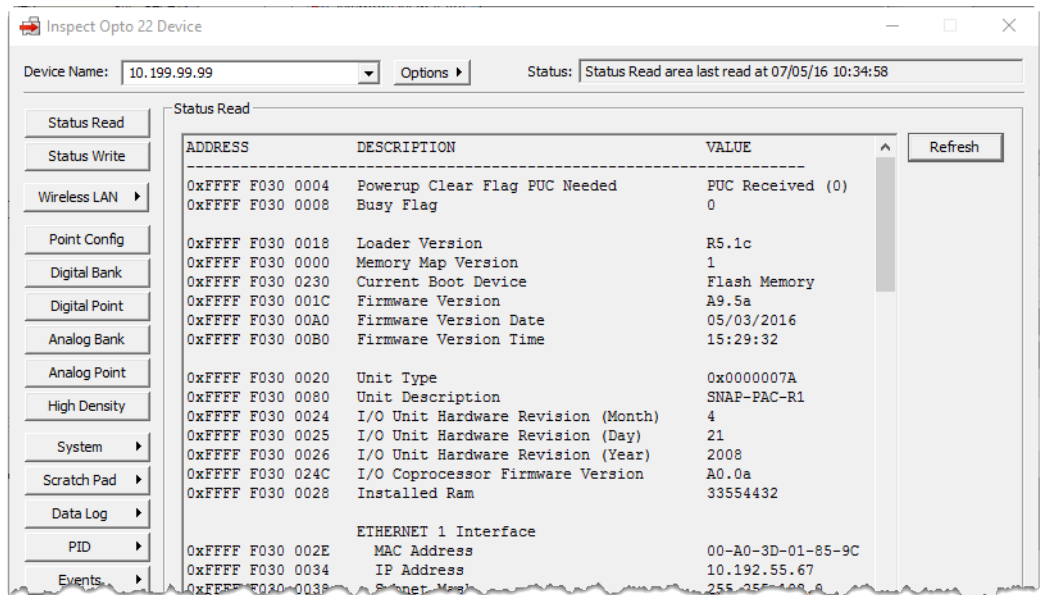 Inspect Opto 22 Device
Device Name: 10.199.99.99 Options Status: Status Read area last read at 07/05/16 10:34:58
Status Read
Status Write
Wireless LAN
Point Config
Digital Bank
Digital Point
Analog Bank
Analog Point
High Density
System
Scratch Pad
Data Log
PID
Events
Status Read
Refresh
ADDRESS DESCRIPTION VALUE
--------------------------------------------------------------------------------
0xFFFF F030 0004 Powerup Clear Flag PUC Needed PUC Received (0)
0xFFFF F030 0008 Busy Flag 0
0xFFFF F030 0018 Loader Version R5.1c
0xFFFF F030 0000 Memory Map Version 1
0xFFFF F030 0230 Current Boot Device Flash Memory
0xFFFF F030 001C Firmware Version A9.5a
0xFFFF F030 00A0 Firmware Version Date 05/03/2016
0xFFFF F030 00B0 Firmware Version Time 15:29:32
0xFFFF F030 0020 Unit Type 0x0000007A
0xFFFF F030 0080 Unit Description SNAP-PAC-R1
0xFFFF F030 0024 I/O Unit Hardware Revision (Month) 4
0xFFFF F030 0025 I/O Unit Hardware Revision (Day) 21
0xFFFF F030 0026 I/O Unit Hardware Revision (Year) 2008
0xFFFF F030 024C I/O Coprocessor Firmware Version A0.0a
0xFFFF F030 0028 Installed Ram 33554432
ETHERNET 1 Interface
0xFFFF F030 002E MAC Address 00-A0-3D-01-85-9C
0xFFFF F030 0034 IP Address 10.192.55.67
0xFFFF F030 0038 Subnet Mask